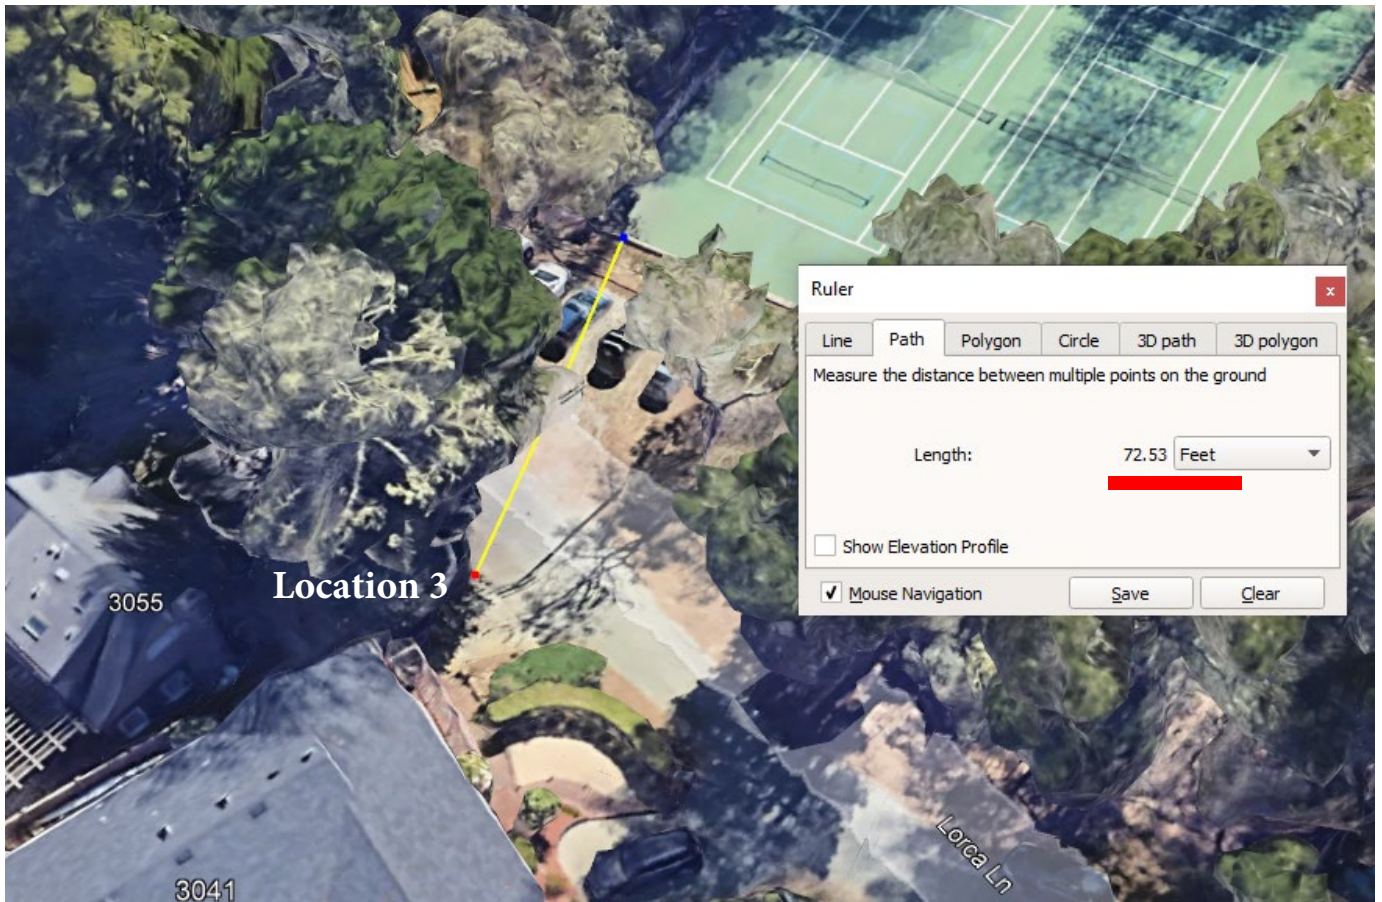 Ruler
x
Line Path Polygon Circle 3D path 3D polygon
Measure the distance between multiple points on the ground
Length: 72.53 Feet
Show Elevation Profile
Mouse Navigation Save Clear
Location 3
3055
Lorca Ln
3041